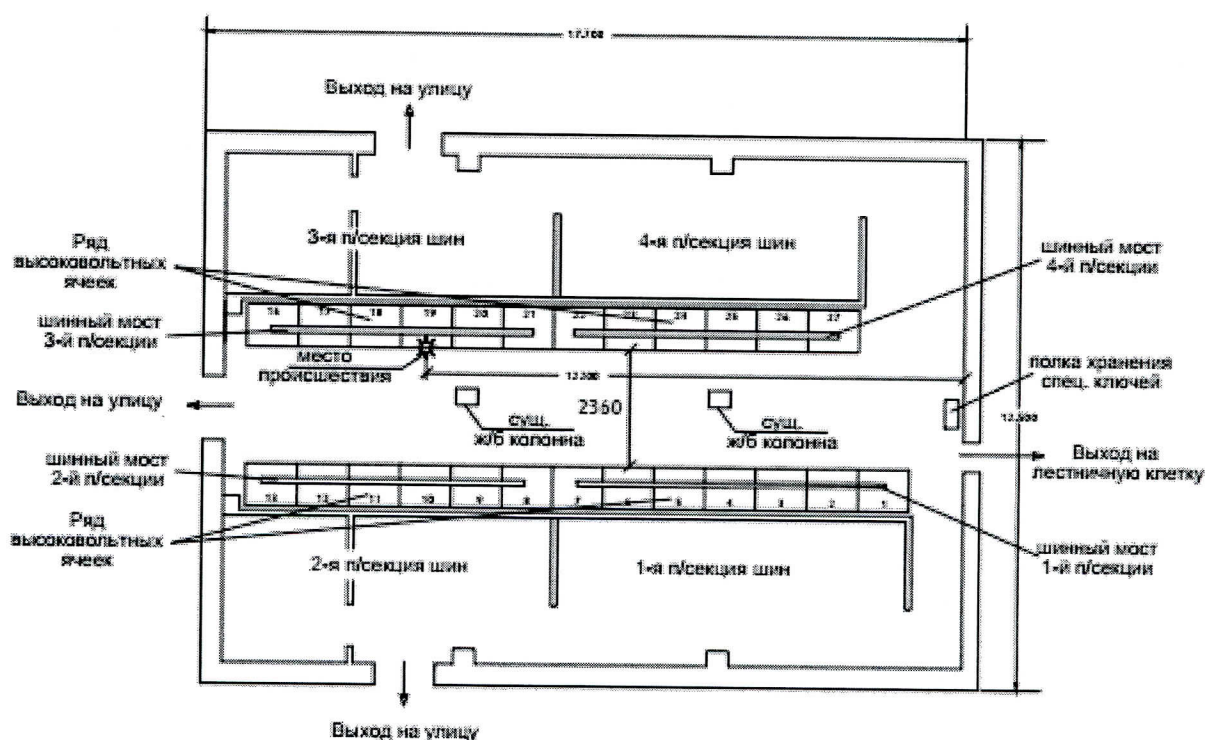 Выход на улицу
3-я п/секция шин
4-я п/секция шин
Ряд
высоковольтных
ячеек
шинный мост
4-й п/секции
18 19 20 21 22 25 26 27
шинный мост
3-й п/секции
место
происшествия
полка хранения
спец. ключей
2360
Выход на улицу
сущ.
ж/б колонна
сущ.
ж/б колонна
Выход на
лестничную клетку
шинный мост
2-й п/секции
11 10 9 8 7 6 5 4 3 2 1
Ряд
высоковольтных
ячеек
2-я п/секция шин
1-я п/секция шин
шинный мост
1-й п/секции
Выход на улицу